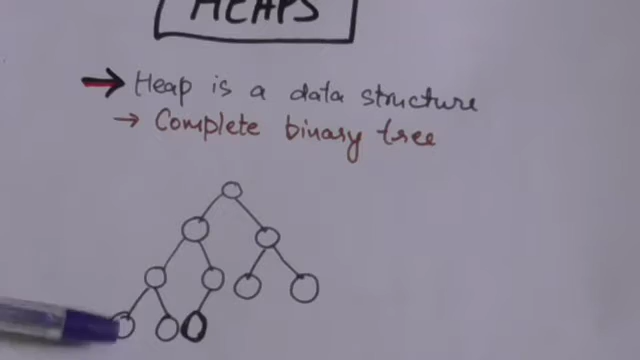 HEAPS
→ Heap is a data structure
→ Complete binary tree